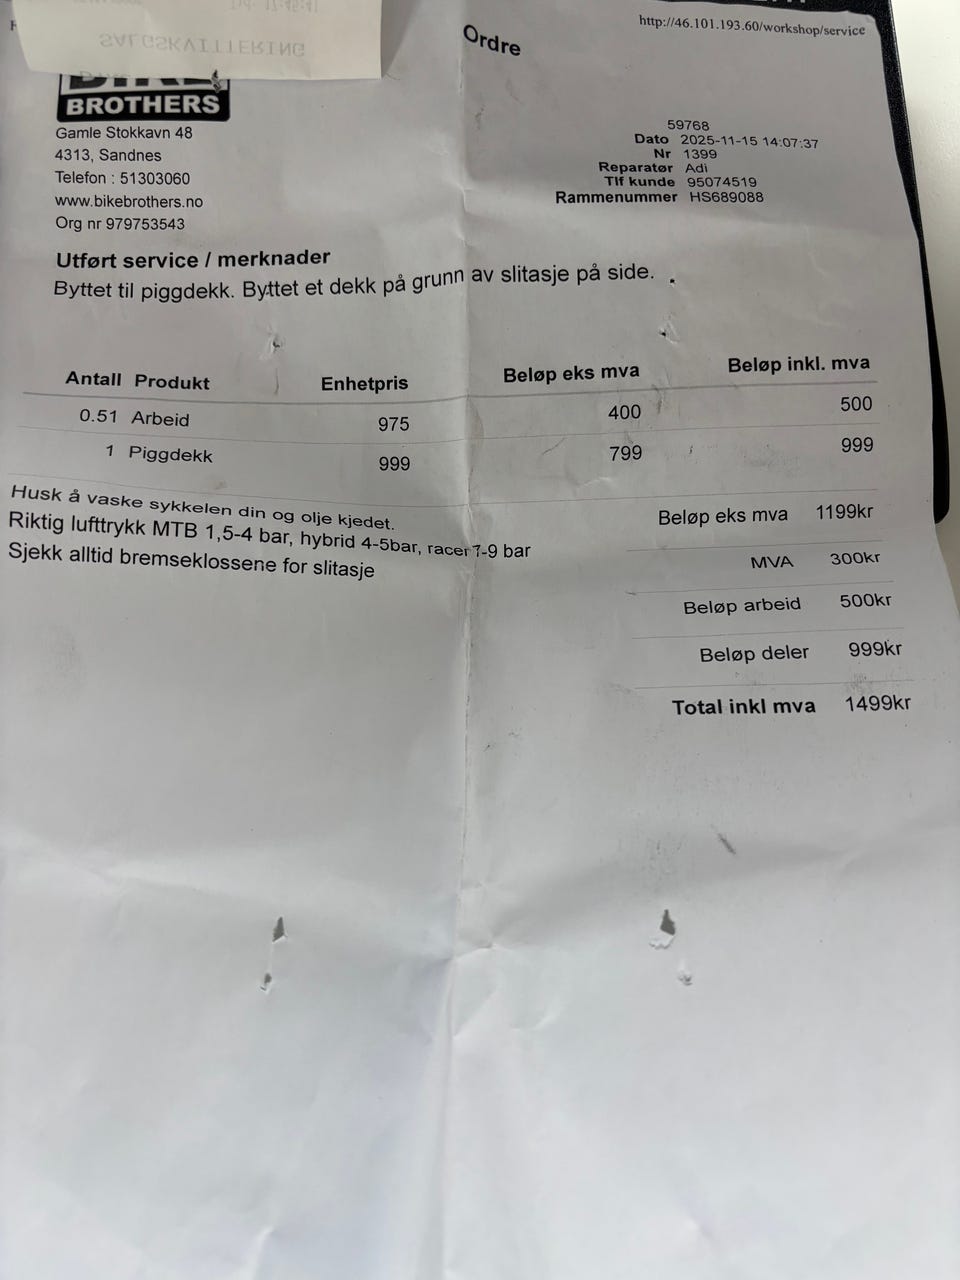 SALGSKVITTERING
BROTHERS
Gamle Stokkavn 48
4313, Sandnes
Telefon : 51303060
www.bikebrothers.no
Org nr 979753543
Ordre
http://46.101.193.60/workshop/service
59768
Dato 2025-11-15 14:07:37
Nr 1399
Reparatør Adi
Tlf kunde 95074519
Rammenummer HS689088
Utført service / merknader
Byttet til piggdekk. Byttet et dekk på grunn av slitasje på side. .
Antall Produkt Enhetpris Beløp eks mva Beløp inkl. mva
0.51 Arbeid 975 400 500
1 Piggdekk 999 799 999
Husk å vaske sykkelen din og olje kjedet.
Riktig lufttrykk MTB 1,5-4 bar, hybrid 4-5bar, racer 7-9 bar
Sjekk alltid bremseklossene for slitasje
Beløp eks mva 1199kr
MVA 300kr
Beløp arbeid 500kr
Beløp deler 999kr
Total inkl mva 1499kr